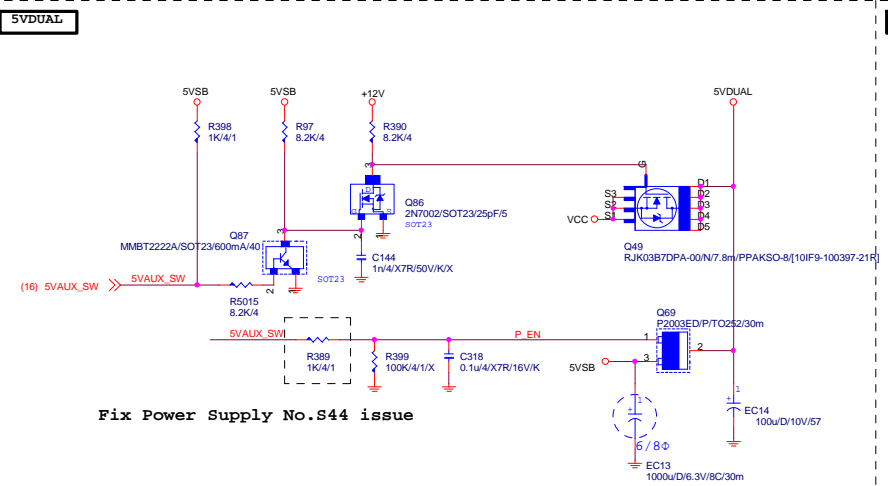 5VDUAL
5VSB
5VSB
+12V
5VDUAL
R398
1K/4/1
R97
8.2K/4
R390
8.2K/4
3
G
D
G
S
2
1
Q86
2N7002/SOT23/25pF/5
SOT23
S3
S2
S1
D1
D2
D3
D4
D5
VCC
Q49
RJK03B7DPA-00/N/7.8m/PPAKSO-8/[10IF9-100397-21R]
Q87
MMBT2222A/SOT23/600mA/40
3
2
1
SOT23
C144
1n/4/X7R/50V/K/X
(16) 5VAUX_SW
5VAUX_SW
R5015
8.2K/4
5VAUX_SW
R389
1K/4/1
R399
100K/4/1/X
C318
0.1u/4/X7R/16V/K
P_EN
Q69
P2003ED/P/TO252/30m
1
3
2
5VSB
Fix Power Supply No.S44 issue
1
+
6/8Φ
EC13
1000u/D/6.3V/8C/30m
1
+
EC14
100u/D/10V/57